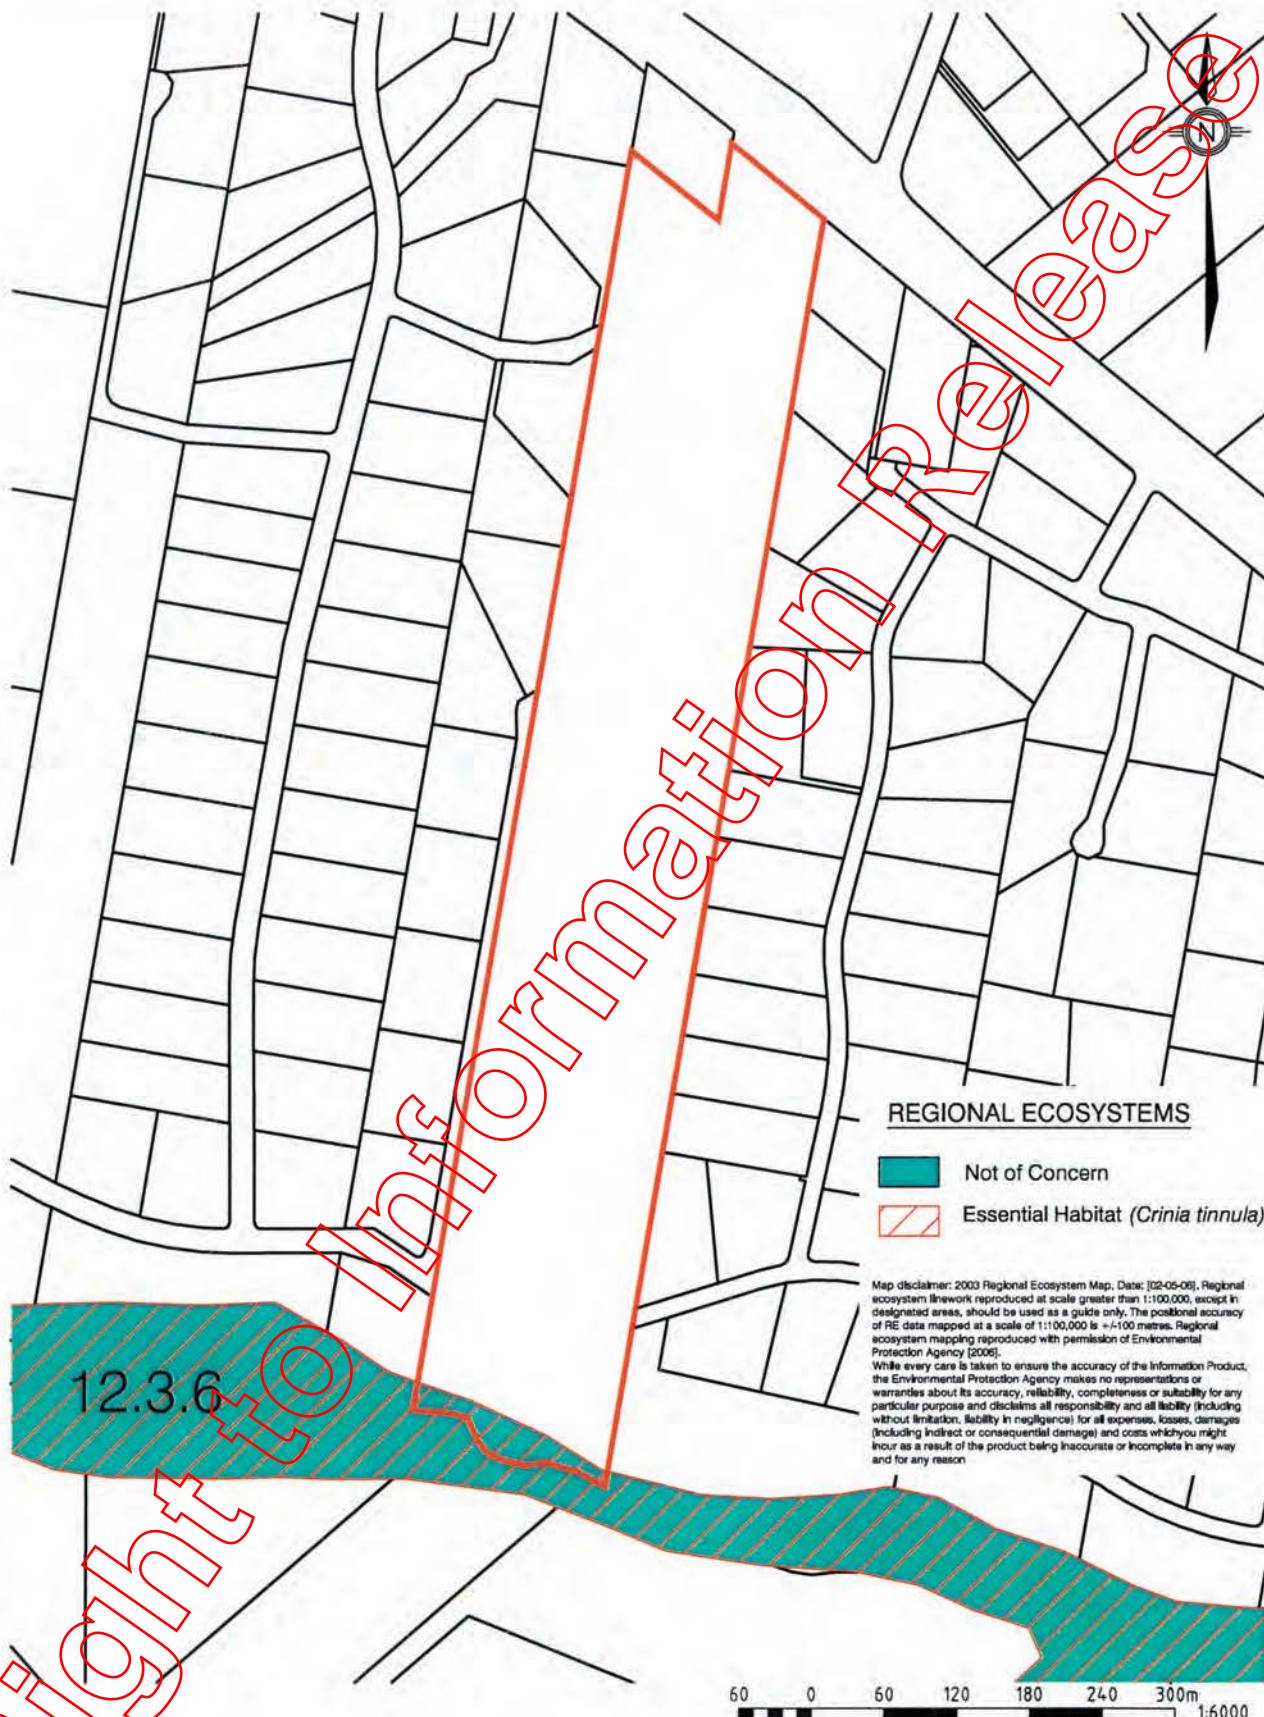 N
Right to Information Release
REGIONAL ECOSYSTEMS
Not of Concern
Essential Habitat (Crinia tinnula)
Map disclaimer: 2003 Regional Ecosystem Map, Date: [02-05-06]. Regional
ecosystem linework reproduced at scale greater than 1:100,000, except in
designated areas, should be used as a guide only. The positional accuracy
of RE data mapped at a scale of 1:100,000 is +/-100 metres. Regional
ecosystem mapping reproduced with permission of Environmental
Protection Agency [2006].
While every care is taken to ensure the accuracy of the Information Product,
the Environmental Protection Agency makes no representations or
warranties about its accuracy, reliability, completeness or suitability for any
particular purpose and disclaims all responsibility and all liability (including
without limitation, liability in negligence) for all expenses, losses, damages
(including indirect or consequential damage) and costs whichyou might
incur as a result of the product being inaccurate or incomplete in any way
and for any reason
12.3.6
60 0 60 120 180 240 300m
1:6000